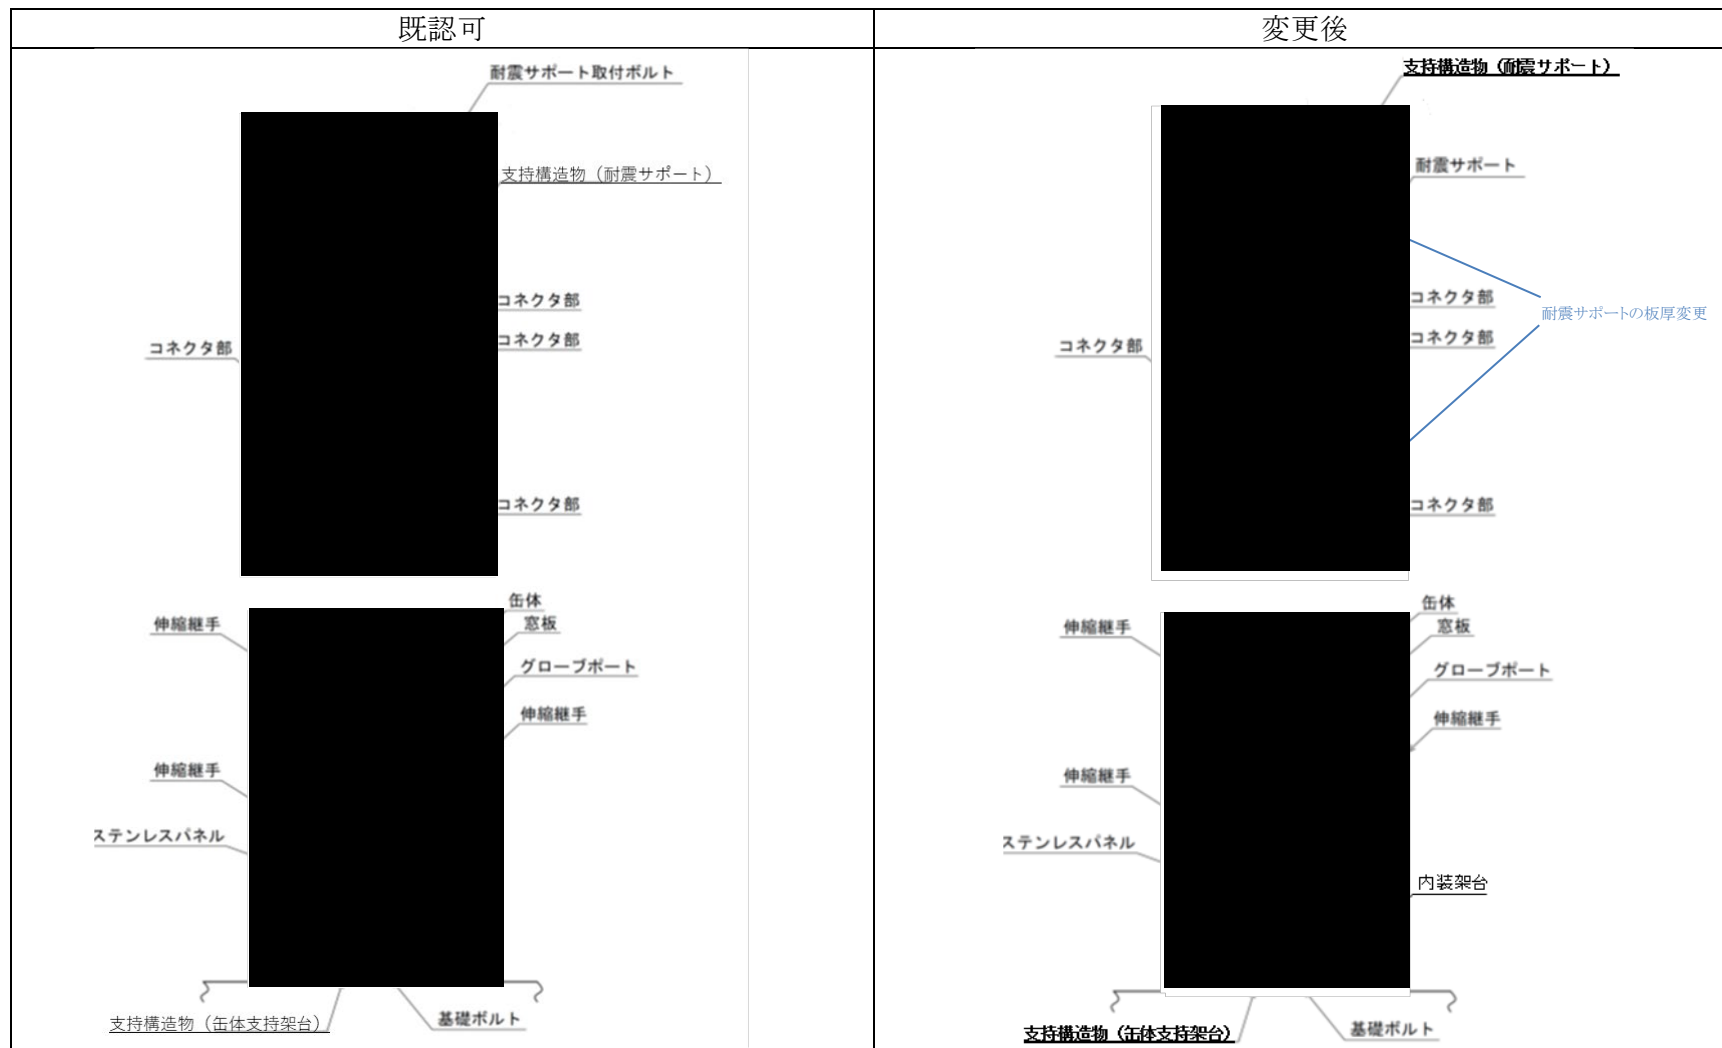 既認可
変更後
耐震サポート取付ボルト
支持構造物（耐震サポート）
コネクタ部
コネクタ部
コネクタ部
コネクタ部
缶体
窓板
伸縮継手
グローブポート
伸縮継手
伸縮継手
ステンレスパネル
支持構造物（缶体支持架台）
基礎ボルト
支持構造物（耐震サポート）
耐震サポート
コネクタ部
耐震サポートの板厚変更
コネクタ部
コネクタ部
コネクタ部
缶体
窓板
伸縮継手
グローブポート
伸縮継手
伸縮継手
ステンレスパネル
内装架台
支持構造物（缶体支持架台）
基礎ボルト